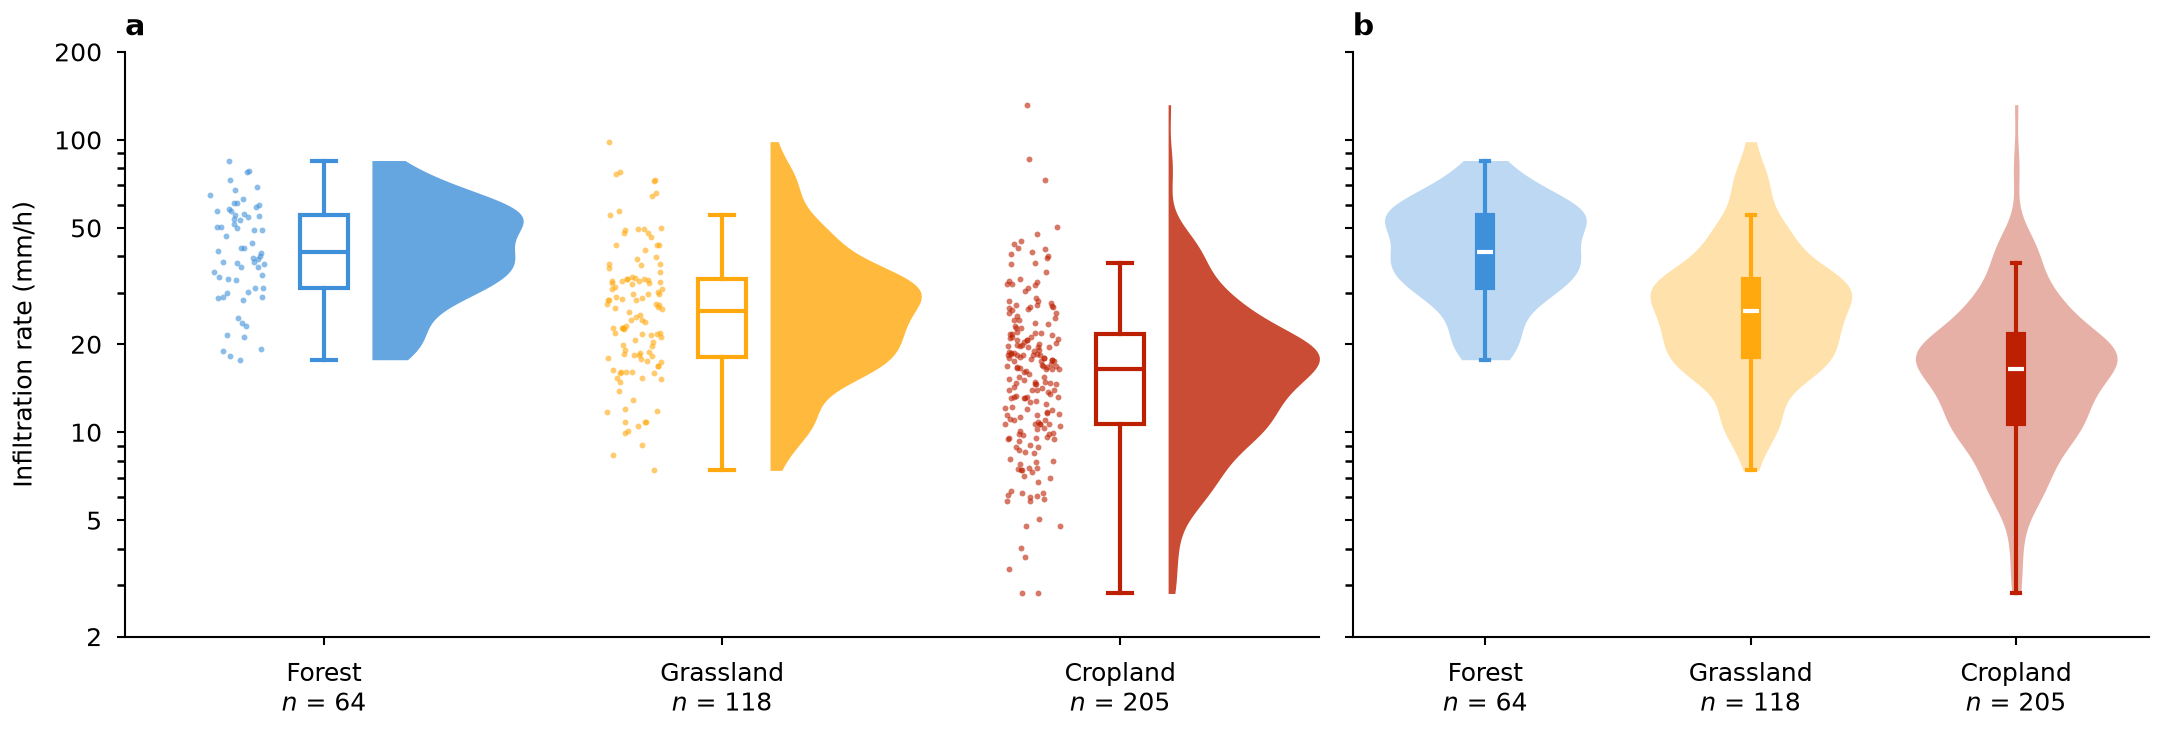 a
b
200
100
50
20
10
5
2
Infiltration rate (mm/h)
Forest
n = 64
Grassland
n = 118
Cropland
n = 205
Forest
n = 64
Grassland
n = 118
Cropland
n = 205